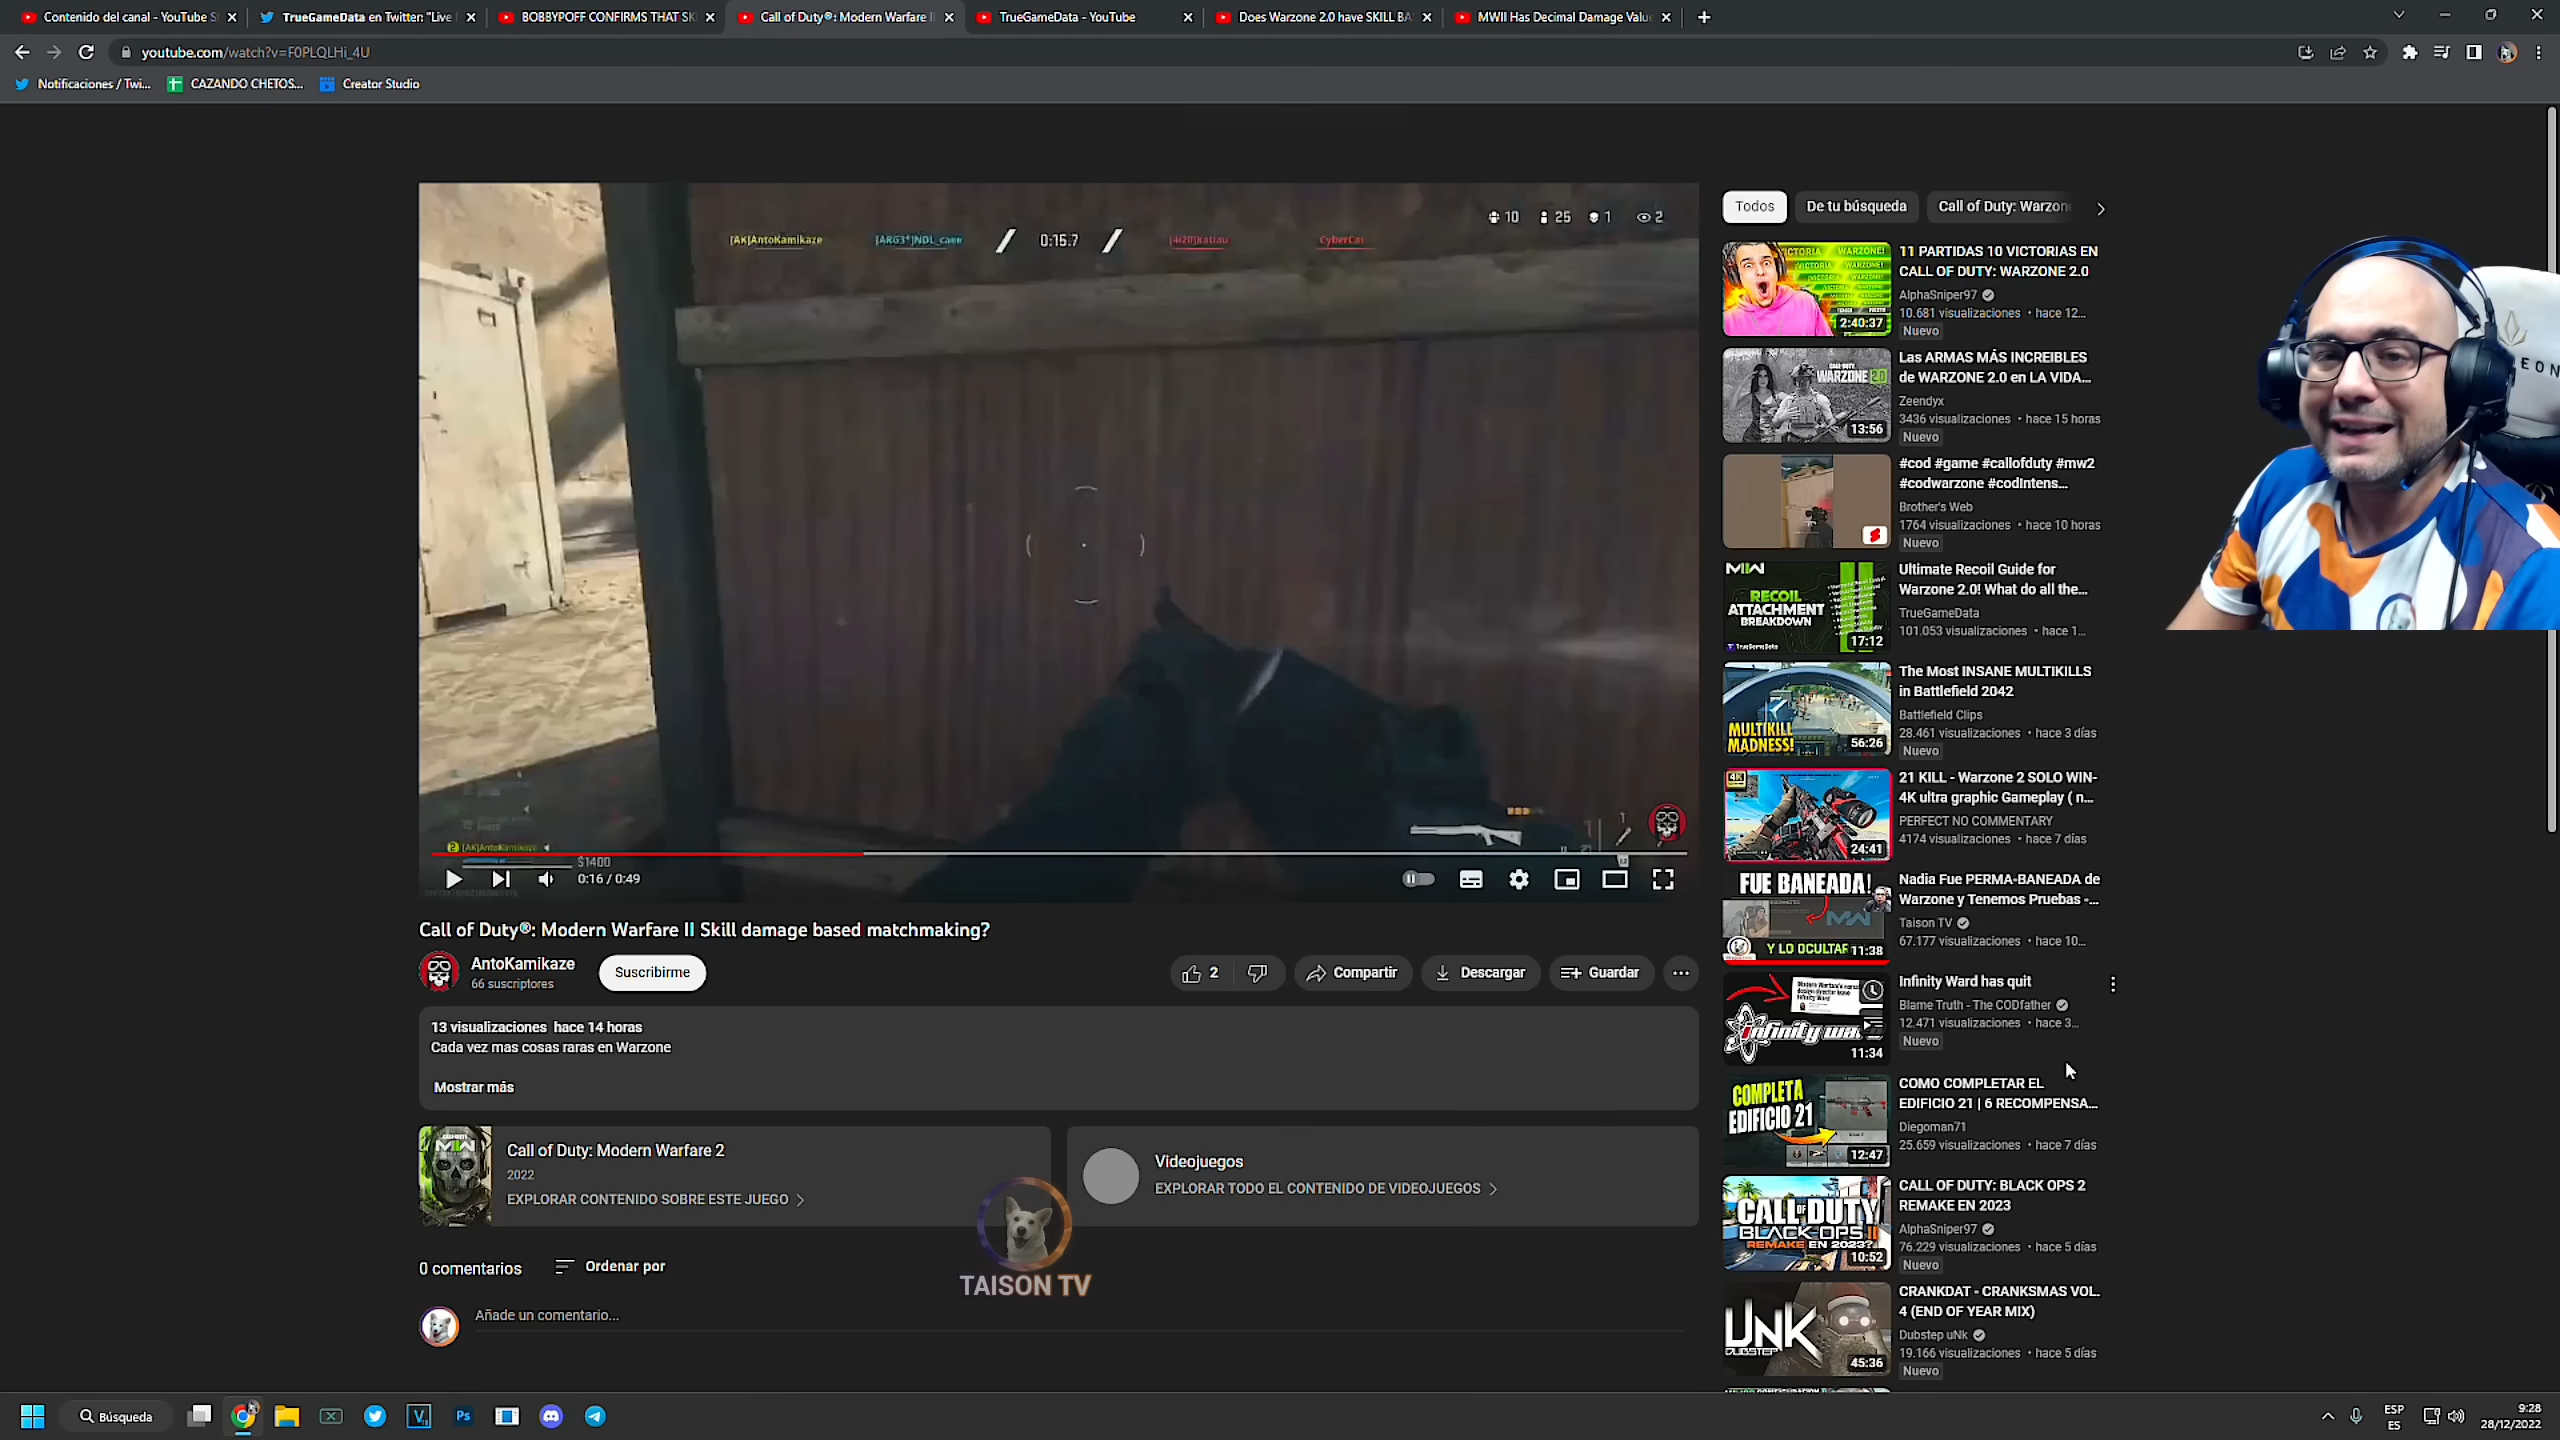 Contenido del canal - YouTube S
TrueGameData en Twitter: "Live
BOBBYPOFF CONFIRMS THAT SK
Call of Duty®: Modern Warfare II
TrueGameData - YouTube
Does Warzone 2.0 have SKILL BA
MWII Has Decimal Damage Valu
youtube.com/watch?v=F0PLQLHi_4U
Notificaciones / Twi...
CAZANDO CHETOS...
Creator Studio
10 25 1 2
[AK]AntoKamikaze
[ARG3*]NDL_caee
0:15.7
[4i20]Katiau
CyberCat
[AK]AntoKamikaze
$1400
0:16 / 0:49
Call of Duty®: Modern Warfare II Skill damage based matchmaking?
AntoKamikaze
66 suscriptores
Suscribirme
2
Compartir
Descargar
Guardar
13 visualizaciones hace 14 horas
Cada vez mas cosas raras en Warzone
Mostrar más
Call of Duty: Modern Warfare 2
2022
EXPLORAR CONTENIDO SOBRE ESTE JUEGO
Videojuegos
EXPLORAR TODO EL CONTENIDO DE VIDEOJUEGOS
TAISON TV
0 comentarios
Ordenar por
Añade un comentario...
Todos
De tu búsqueda
Call of Duty: Warzon
2:40:37
11 PARTIDAS 10 VICTORIAS EN
CALL OF DUTY: WARZONE 2.0
AlphaSniper97
10.681 visualizaciones • hace 12...
Nuevo
WARZONE 2.0
13:56
Las ARMAS MÁS INCREIBLES
de WARZONE 2.0 en LA VIDA...
Zeendyx
3436 visualizaciones • hace 15 horas
Nuevo
#cod #game #callofduty #mw2
#codwarzone #codIntens...
Brother's Web
1764 visualizaciones • hace 10 horas
Nuevo
RECOIL
ATTACHMENT
BREAKDOWN
TrueGameData
17:12
Ultimate Recoil Guide for
Warzone 2.0! What do all the...
TrueGameData
101.053 visualizaciones • hace 1...
MULTIKILL
MADNESS!
56:26
The Most INSANE MULTIKILLS
in Battlefield 2042
Battlefield Clips
28.461 visualizaciones • hace 3 días
Nuevo
4K
24:41
21 KILL - Warzone 2 SOLO WIN-
4K ultra graphic Gameplay ( n...
PERFECT NO COMMENTARY
4174 visualizaciones • hace 7 días
FUE BANEADA!
Y LO OCULTAR
11:38
Nadia Fue PERMA-BANEADA de
Warzone y Tenemos Pruebas -...
Taison TV
67.177 visualizaciones • hace 10...
11:34
Infinity Ward has quit
Blame Truth - The CODfather
12.471 visualizaciones • hace 3...
Nuevo
COMPLETA
EDIFICIO 21
12:47
COMO COMPLETAR EL
EDIFICIO 21 | 6 RECOMPENSA...
Diegoman71
25.659 visualizaciones • hace 7 días
CALL OF DUTY
BLACK OPS II
REMAKE EN 2023?
10:52
CALL OF DUTY: BLACK OPS 2
REMAKE EN 2023
AlphaSniper97
76.229 visualizaciones • hace 5 días
Nuevo
UNK
DUBSTEP
45:36
CRANKDAT - CRANKSMAS VOL.
4 (END OF YEAR MIX)
Dubstep uNk
19.166 visualizaciones • hace 5 días
Nuevo
Búsqueda
Ps
ESP
ES
9:28
28/12/2022